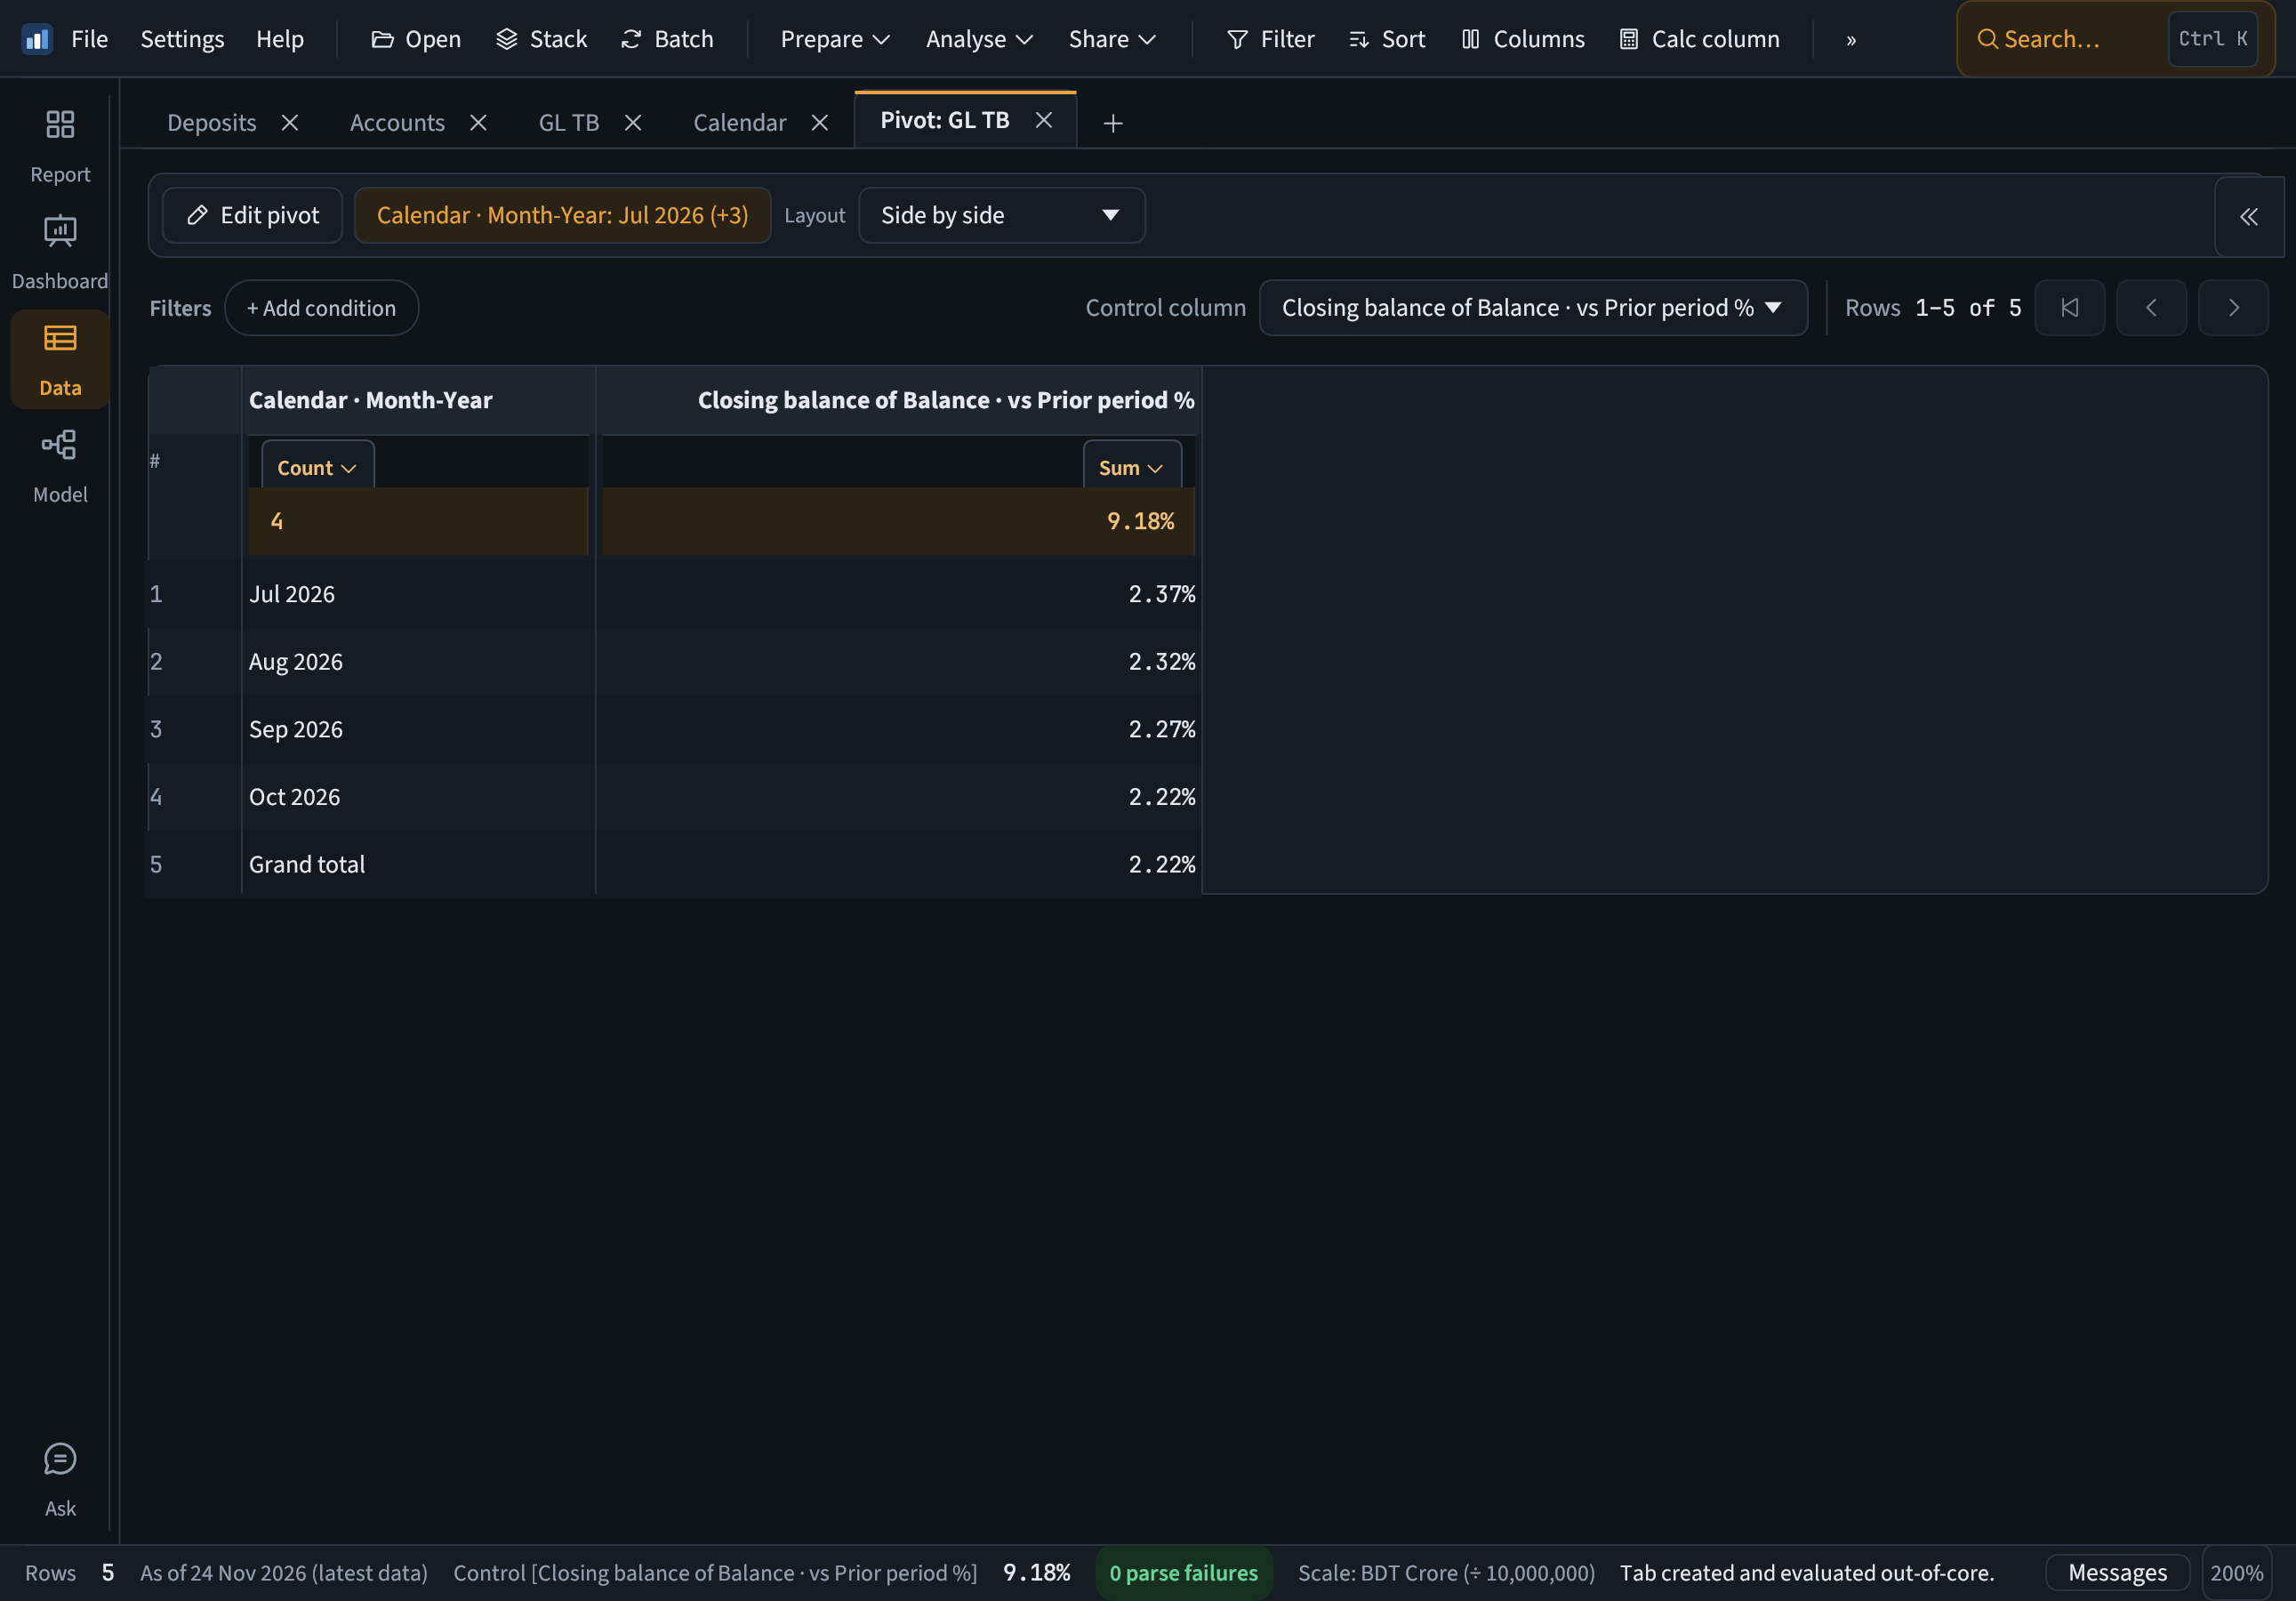 File Settings Help Open Stack Batch Prepare Analyse Share Filter Sort Columns Calc column » Search… Ctrl K
Deposits Accounts GL TB Calendar Pivot: GL TB
Report
Dashboard
Data
Model
Edit pivot Calendar · Month-Year: Jul 2026 (+3) Layout Side by side
Filters + Add condition Control column Closing balance of Balance · vs Prior period % Rows 1–5 of 5
Calendar · Month-Year Closing balance of Balance · vs Prior period %
# Count Sum
4 9.18%
1 Jul 2026 2.37%
2 Aug 2026 2.32%
3 Sep 2026 2.27%
4 Oct 2026 2.22%
5 Grand total 2.22%
Ask
Rows 5 As of 24 Nov 2026 (latest data) Control [Closing balance of Balance · vs Prior period %] 9.18% 0 parse failures Scale: BDT Crore (÷ 10,000,000) Tab created and evaluated out-of-core. Messages 200%